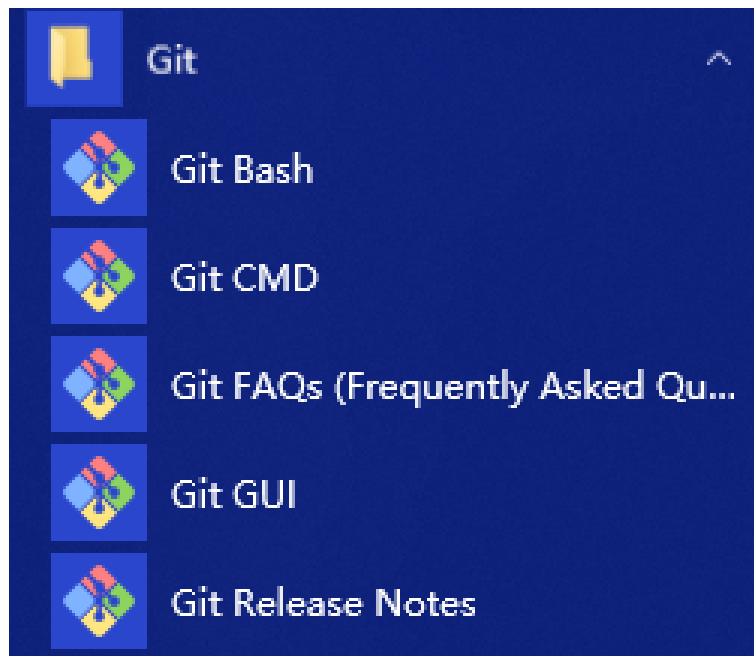 Git
Git Bash
Git CMD
Git FAQs (Frequently Asked Qu...
Git GUI
Git Release Notes